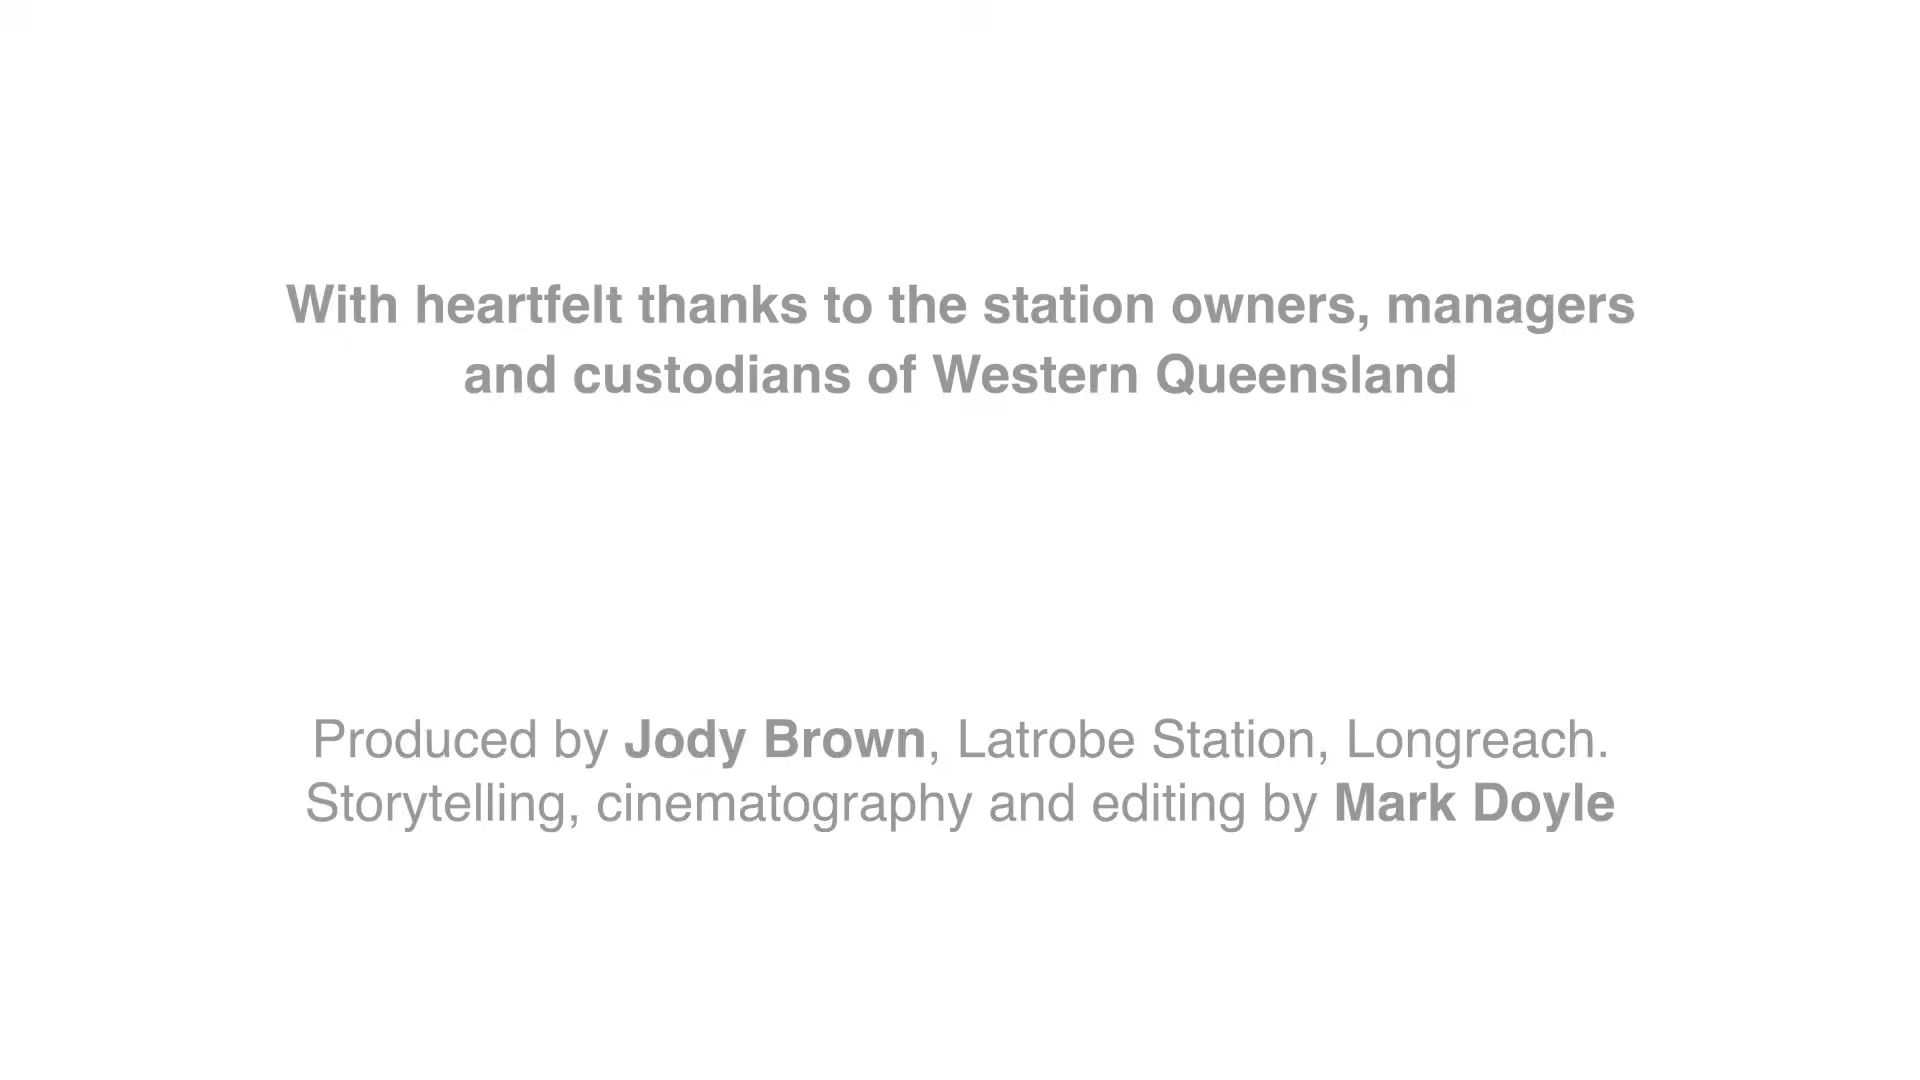 With heartfelt thanks to the station owners, managers
and custodians of Western Queensland
Produced by Jody Brown, Latrobe Station, Longreach.
Storytelling, cinematography and editing by Mark Doyle